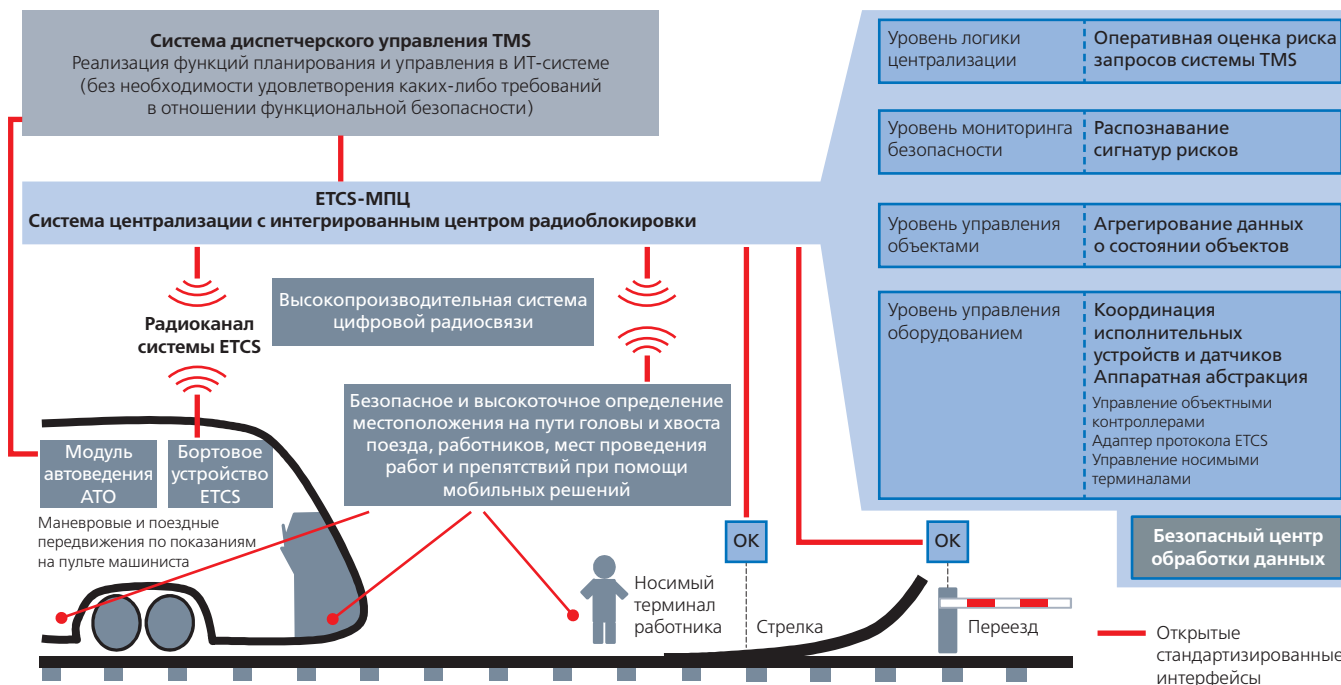 Система диспетчерского управления TMS
Реализация функций планирования и управления в ИТ-системе
(без необходимости удовлетворения каких-либо требований
в отношении функциональной безопасности)
ETCS-МПЦ
Система централизации с интегрированным центром радиоблокировки
Радиоканал
системы ETCS
Высокопроизводительная система
цифровой радиосвязи
Безопасное и высокоточное определение
местоположения на пути головы и хвоста
поезда, работников, мест проведения
работ и препятствий при помощи
мобильных решений
Модуль
автоведения
АТО
Бортовое
устройство
ETCS
Маневровые и поездные
передвижения по показаниям
на пульте машиниста
Носимый
терминал
работника
ОК
Стрелка
ОК
Переезд
Уровень логики
централизации
Оперативная оценка риска
запросов системы TMS
Уровень мониторинга
безопасности
Распознавание
сигнатур рисков
Уровень управления
объектами
Агрегирование данных
о состоянии объектов
Уровень управления
оборудованием
Координация
исполнительных
устройств и датчиков
Аппаратная абстракция
Управление объектными
контроллерами
Адаптер протокола ETCS
Управление носимыми
терминалами
Безопасный центр
обработки данных
Открытые
стандартизированные
интерфейсы